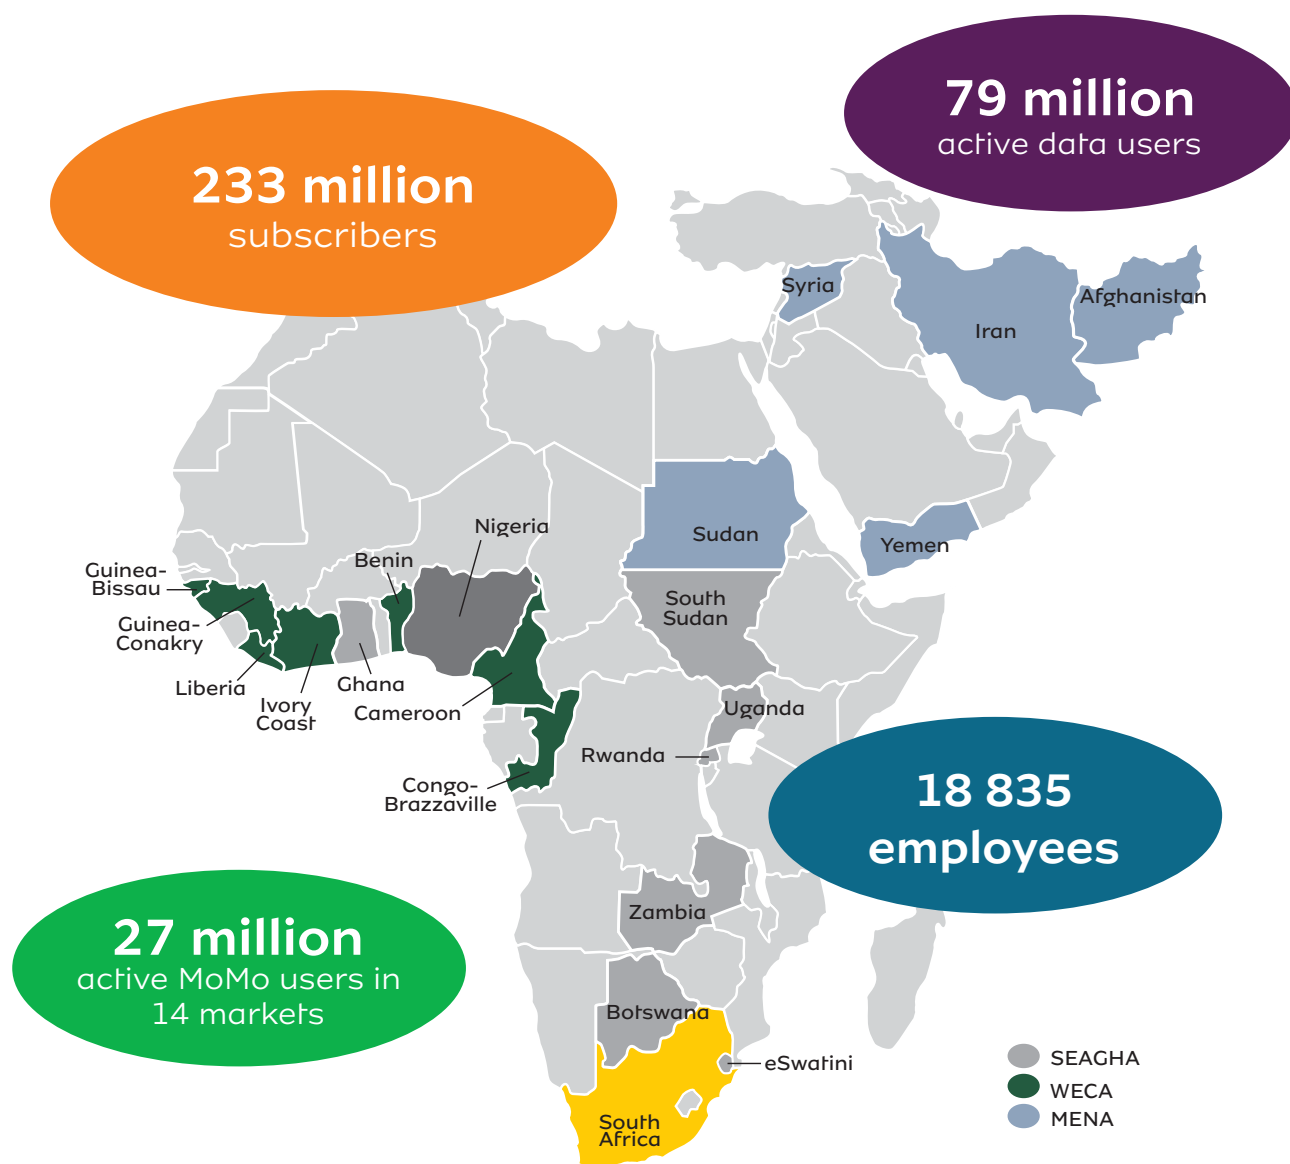 79 million
active data users
233 million
subscribers
Syria
Afghanistan
Iran
Nigeria
Sudan
Yemen
Benin
Guinea-
Bissau
South
Sudan
Guinea-
Conakry
Liberia
Ghana
Ivory
Coast
Cameroon
Uganda
Rwanda
Congo-
Brazzaville
18 835
employees
27 million
active MoMo users in
14 markets
Zambia
Botswana
eSwatini
South
Africa
SEAGHA
WECA
MENA